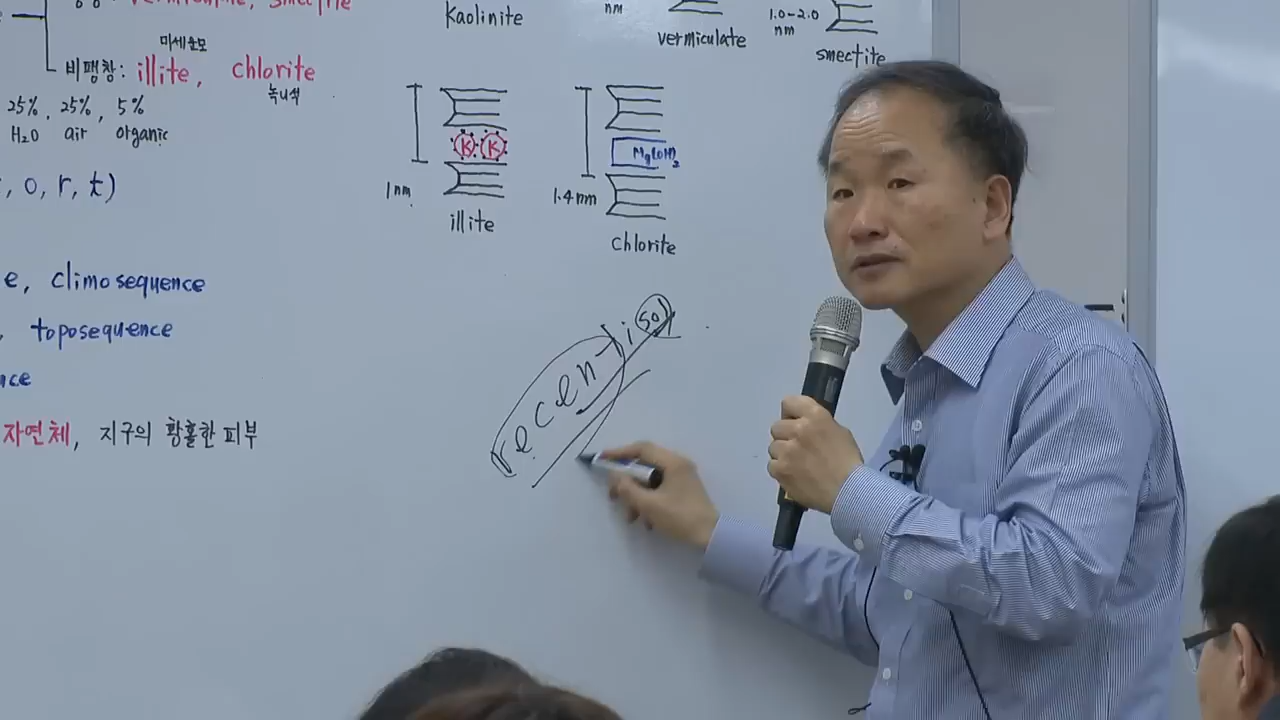 smectite
Kaolinite
nm
vermiculate
1.0-2.0
nm
smectite
미세운모
비팽창: illite, chlorite
녹니석
25%, 25%, 5%
H₂O air organic
K K
Mg(OH)₂
, o, r, t)
1nm
illite
1.4nm
chlorite
e, climosequence
toposequence
nce
recentisol
자연체, 지구의 황홀한 피부